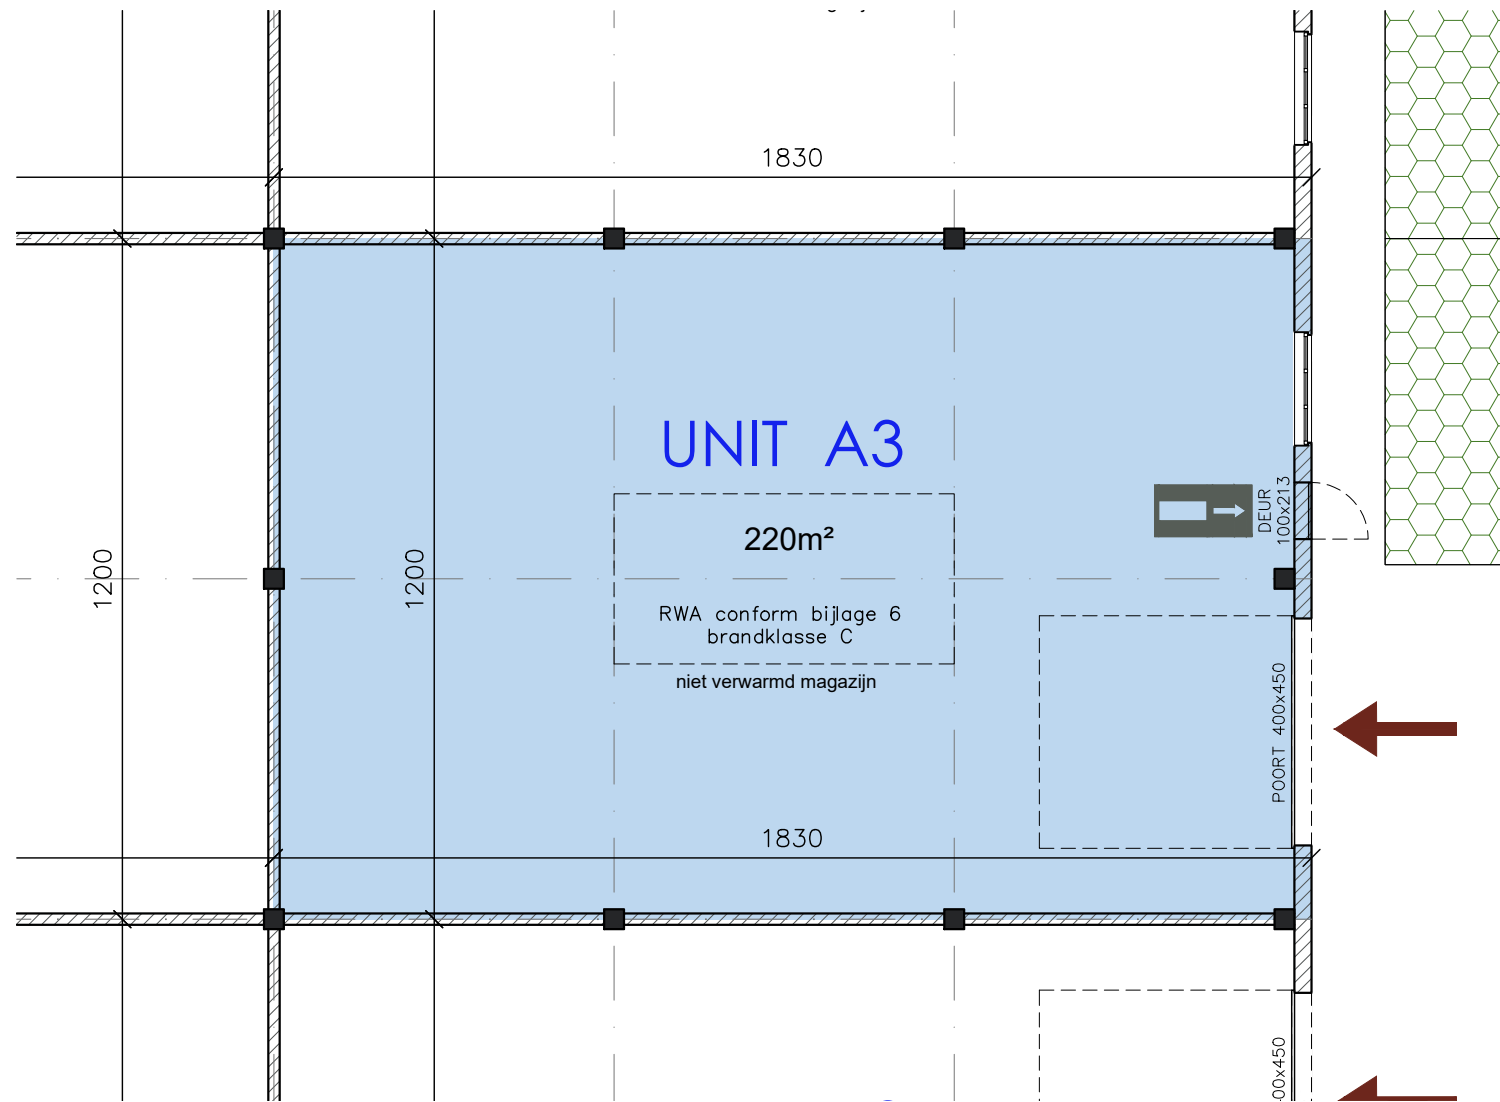 1830
UNIT A3
DEUR
100x213
220m²
1200
1200
RWA conform bijlage 6
brandklasse C
niet verwarmd magazijn
POORT 400x450
1830